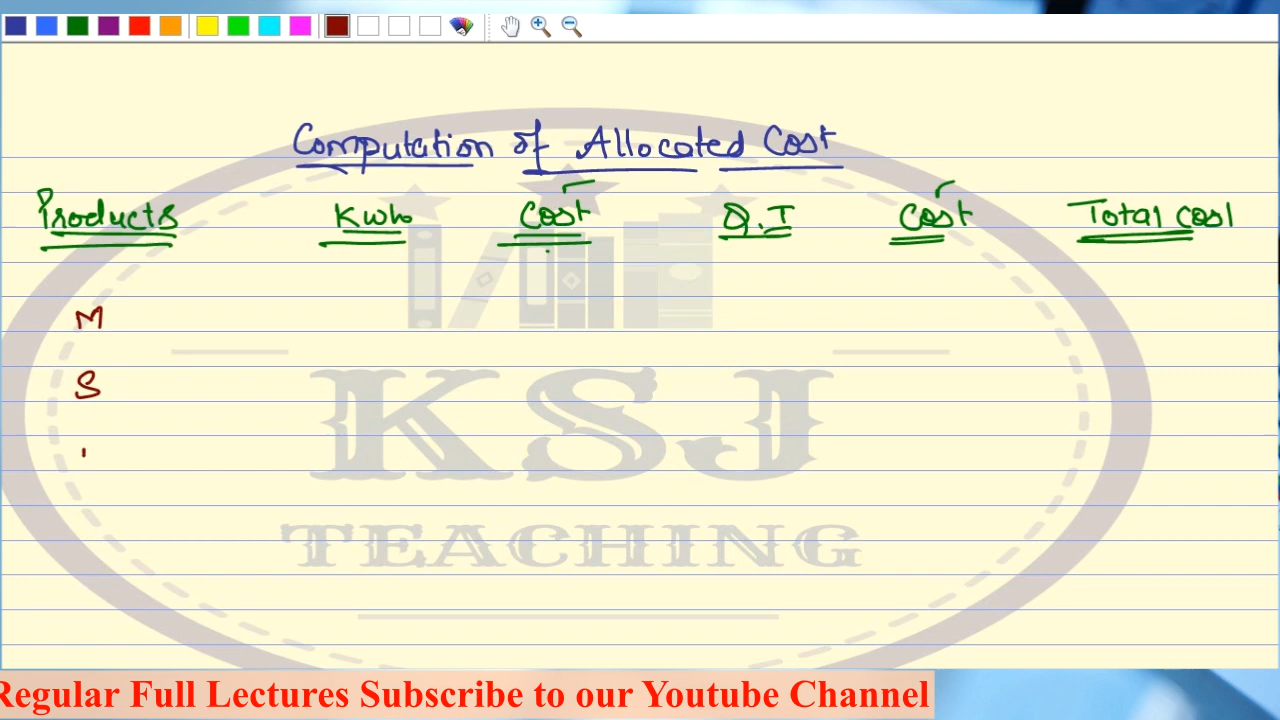 Computation of Allocated Cost
Products Kwh Cost Q.I Cost Total cost
M
S
KSJ
TEACHING
Regular Full Lectures Subscribe to our Youtube Channel